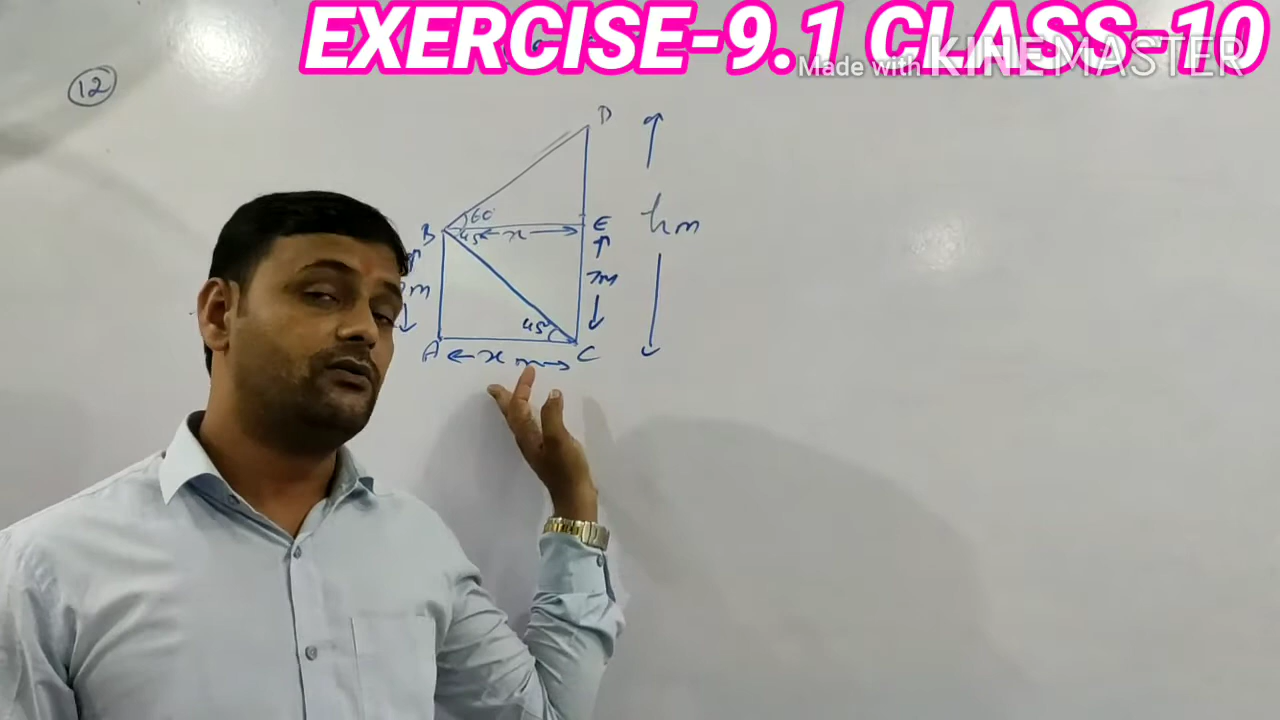 EXERCISE-9.1 CLASS-10
Made with KINEMASTER
12
D
60
B
45
x
E
hm
7m
m
45
A
x m
C